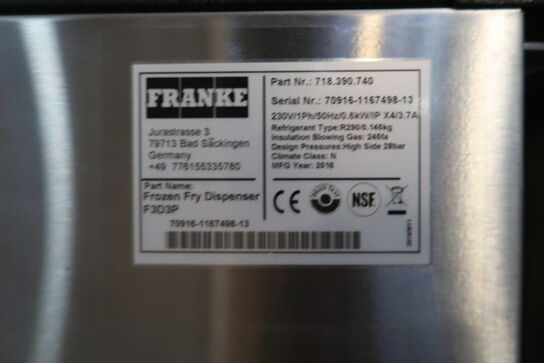 FRANKE
Jurastrasse 3
79713 Bad Säckingen
Germany
+49 776155335780
Part Name:
Frozen Fry Dispenser
F3D3P
70916-1167498-13
Part Nr.: 718.390.740
Serial Nr.: 70916-1167498-13
230V/1Ph/50Hz/0.6kW/IP X4/3.7A
Refrigerant Type:R290/0.145kg
Insulation Blowing Gas: 245fa
Design Pressures:High Side 28bar
Climate Class: N
MFG Year: 2016
CE
NSF